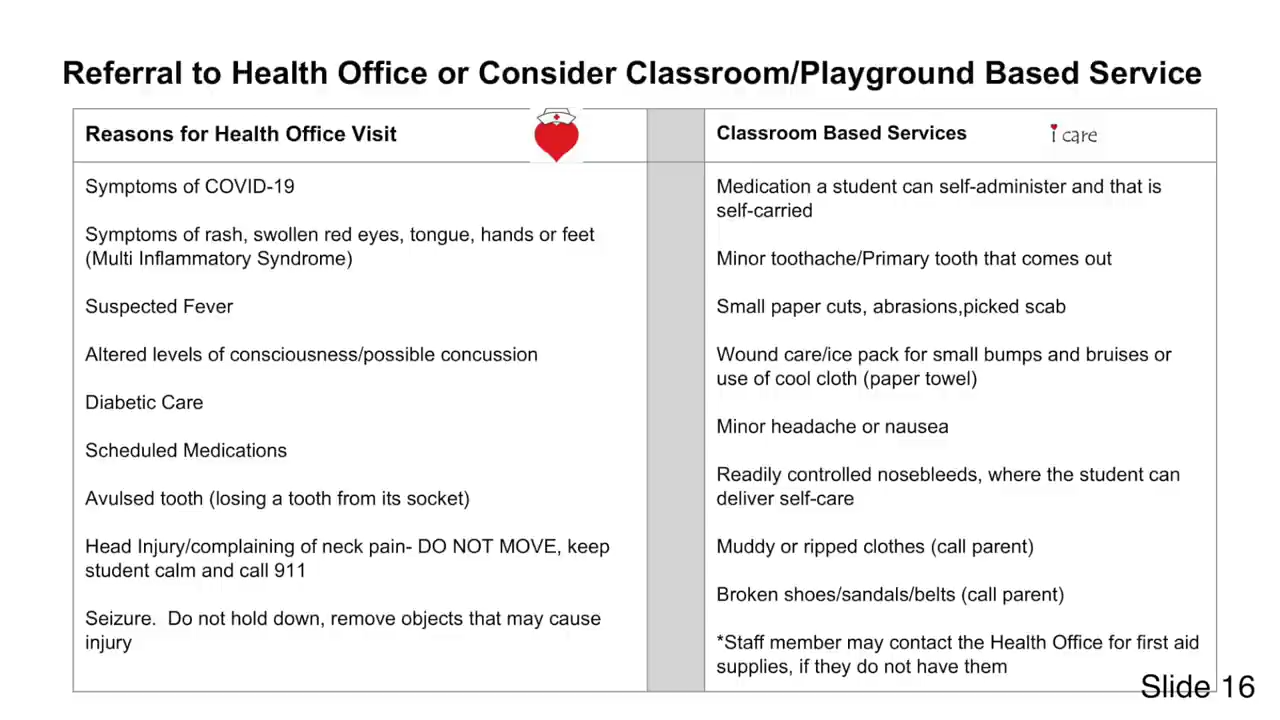 Referral to Health Office or Consider Classroom/Playground Based Service
Reasons for Health Office Visit
Symptoms of COVID-19
Symptoms of rash, swollen red eyes, tongue, hands or feet
(Multi Inflammatory Syndrome)
Suspected Fever
Altered levels of consciousness/possible concussion
Diabetic Care
Scheduled Medications
Avulsed tooth (losing a tooth from its socket)
Head Injury/complaining of neck pain- DO NOT MOVE, keep
student calm and call 911
Seizure.  Do not hold down, remove objects that may cause
injury
Classroom Based Services
i care
Medication a student can self-administer and that is
self-carried
Minor toothache/Primary tooth that comes out
Small paper cuts, abrasions,picked scab
Wound care/ice pack for small bumps and bruises or
use of cool cloth (paper towel)
Minor headache or nausea
Readily controlled nosebleeds, where the student can
deliver self-care
Muddy or ripped clothes (call parent)
Broken shoes/sandals/belts (call parent)
*Staff member may contact the Health Office for first aid
supplies, if they do not have them
Slide 16